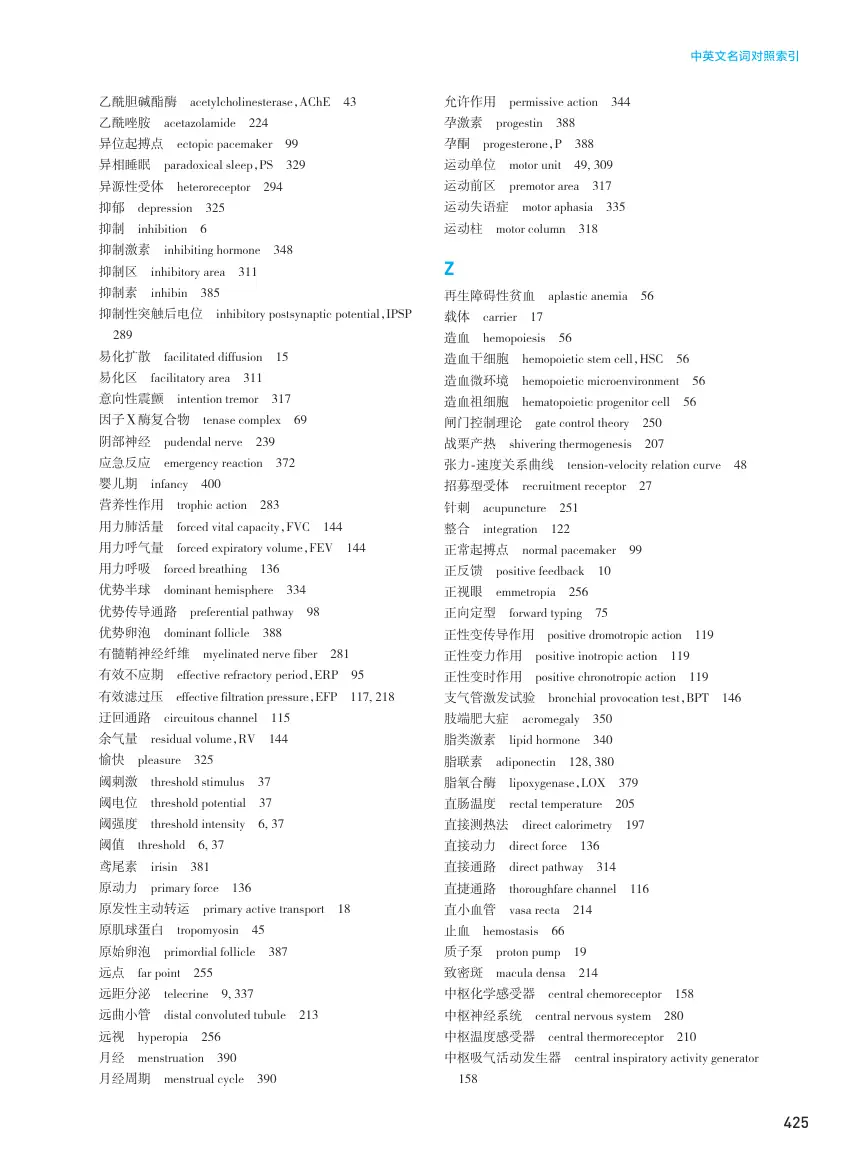 中英文名词对照索引
乙酰胆碱酯酶 acetylcholinesterase,AChE 43
乙酰唑胺 acetazolamide 224
异位起搏点 ectopic pacemaker 99
异相睡眠 paradoxical sleep,PS 329
异源性受体 heteroreceptor 294
抑郁 depression 325
抑制 inhibition 6
抑制激素 inhibiting hormone 348
抑制区 inhibitory area 311
抑制素 inhibin 385
抑制性突触后电位 inhibitory postsynaptic potential,IPSP
289
易化扩散 facilitated diffusion 15
易化区 facilitatory area 311
意向性震颤 intention tremor 317
因子Ⅹ酶复合物 tenase complex 69
阴部神经 pudendal nerve 239
应急反应 emergency reaction 372
婴儿期 infancy 400
营养性作用 trophic action 283
用力肺活量 forced vital capacity,FVC 144
用力呼气量 forced expiratory volume,FEV 144
用力呼吸 forced breathing 136
优势半球 dominant hemisphere 334
优势传导通路 preferential pathway 98
优势卵泡 dominant follicle 388
有髓鞘神经纤维 myelinated nerve fiber 281
有效不应期 effective refractory period,ERP 95
有效滤过压 effective filtration pressure,EFP 117, 218
迂回通路 circuitous channel 115
余气量 residual volume,RV 144
愉快 pleasure 325
阈刺激 threshold stimulus 37
阈电位 threshold potential 37
阈强度 threshold intensity 6, 37
阈值 threshold 6, 37
鸢尾素 irisin 381
原动力 primary force 136
原发性主动转运 primary active transport 18
原肌球蛋白 tropomyosin 45
原始卵泡 primordial follicle 387
远点 far point 255
远距分泌 telecrine 9, 337
远曲小管 distal convoluted tubule 213
远视 hyperopia 256
月经 menstruation 390
月经周期 menstrual cycle 390
允许作用 permissive action 344
孕激素 progestin 388
孕酮 progesterone,P 388
运动单位 motor unit 49, 309
运动前区 premotor area 317
运动失语症 motor aphasia 335
运动柱 motor column 318
Z
再生障碍性贫血 aplastic anemia 56
载体 carrier 17
造血 hemopoiesis 56
造血干细胞 hemopoietic stem cell,HSC 56
造血微环境 hemopoietic microenvironment 56
造血祖细胞 hematopoietic progenitor cell 56
闸门控制理论 gate control theory 250
战栗产热 shivering thermogenesis 207
张力-速度关系曲线 tension-velocity relation curve 48
招募型受体 recruitment receptor 27
针刺 acupuncture 251
整合 integration 122
正常起搏点 normal pacemaker 99
正反馈 positive feedback 10
正视眼 emmetropia 256
正向定型 forward typing 75
正性变传导作用 positive dromotropic action 119
正性变力作用 positive inotropic action 119
正性变时作用 positive chronotropic action 119
支气管激发试验 bronchial provocation test,BPT 146
肢端肥大症 acromegaly 350
脂类激素 lipid hormone 340
脂联素 adiponectin 128, 380
脂氧合酶 lipoxygenase,LOX 379
直肠温度 rectal temperature 205
直接测热法 direct calorimetry 197
直接动力 direct force 136
直接通路 direct pathway 314
直捷通路 thoroughfare channel 116
直小血管 vasa recta 214
止血 hemostasis 66
质子泵 proton pump 19
致密斑 macula densa 214
中枢化学感受器 central chemoreceptor 158
中枢神经系统 central nervous system 280
中枢温度感受器 central thermoreceptor 210
中枢吸气活动发生器 central inspiratory activity generator
158
425